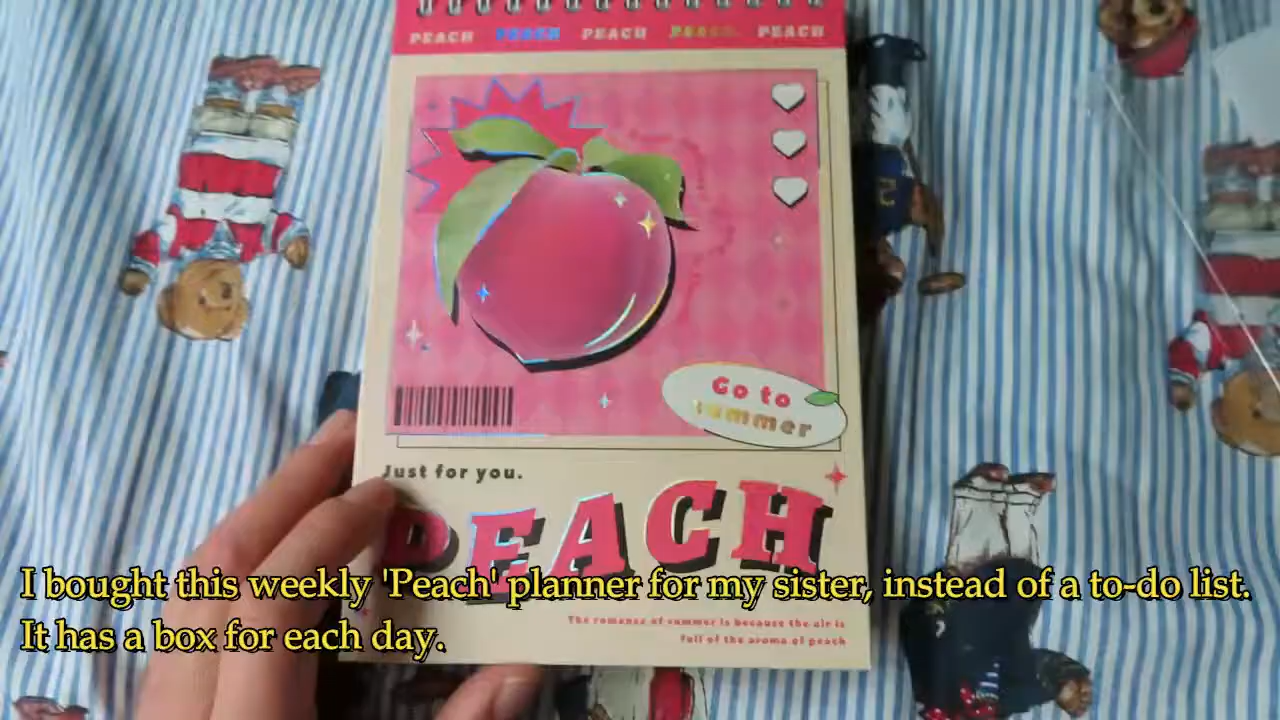 PEACH PEACH PEACH PEACH PEACH
Go to
summer
Just for you.
PEACH
The romance of summer is because the air is
full of the aroma of peach
I bought this weekly 'Peach' planner for my sister, instead of a to-do list.
It has a box for each day.